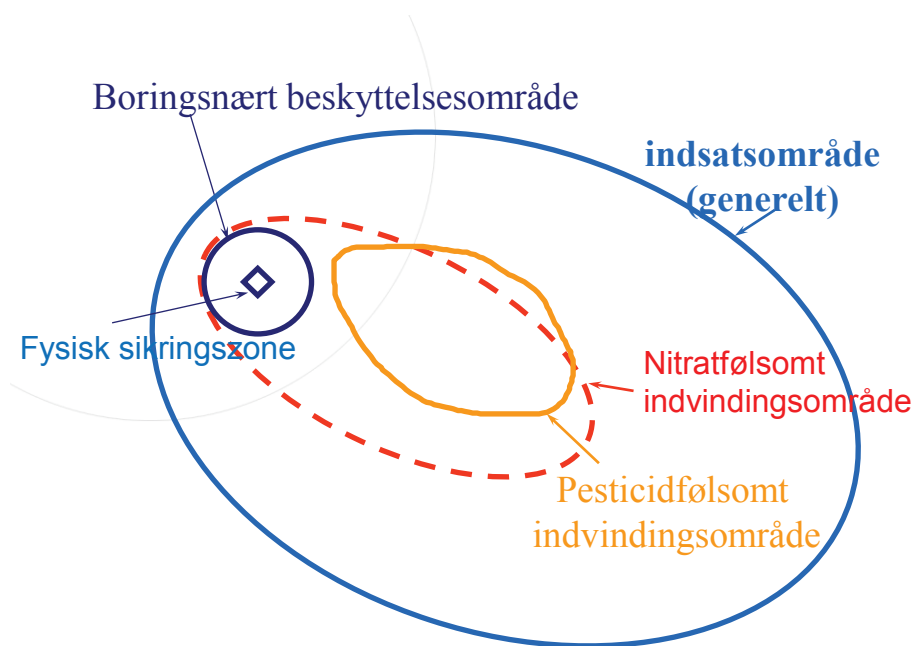 Boringsnært beskyttelsesområde
indsatsområde
(generelt)
Fysisk sikringszone
Nitratfølsomt
indvindingsområde
Pesticidfølsomt
indvindingsområde